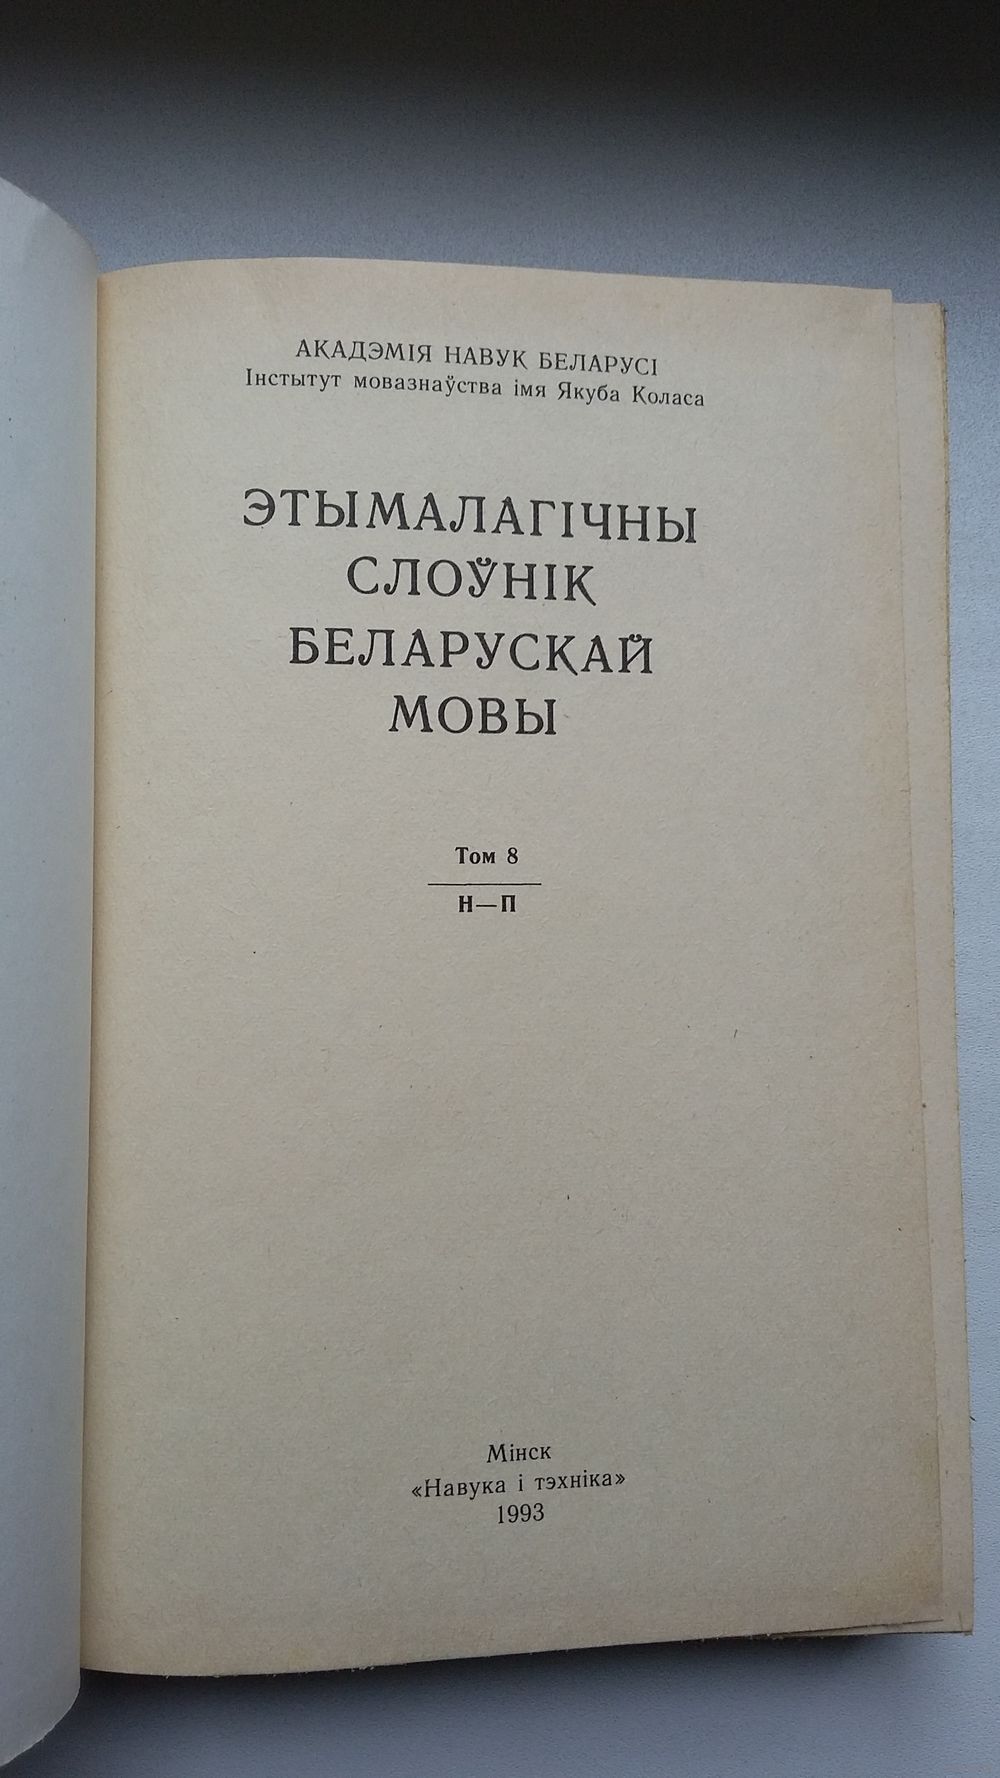 АКАДЭМІЯ НАВУК БЕЛАРУСІ
Інстытут мовазнаўства імя Якуба Коласа
ЭТЫМАЛАГІЧНЫ
СЛОЎНІК
БЕЛАРУСКАЙ
МОВЫ
Том 8
Н—П
Мінск
«Навука і тэхніка»
1993